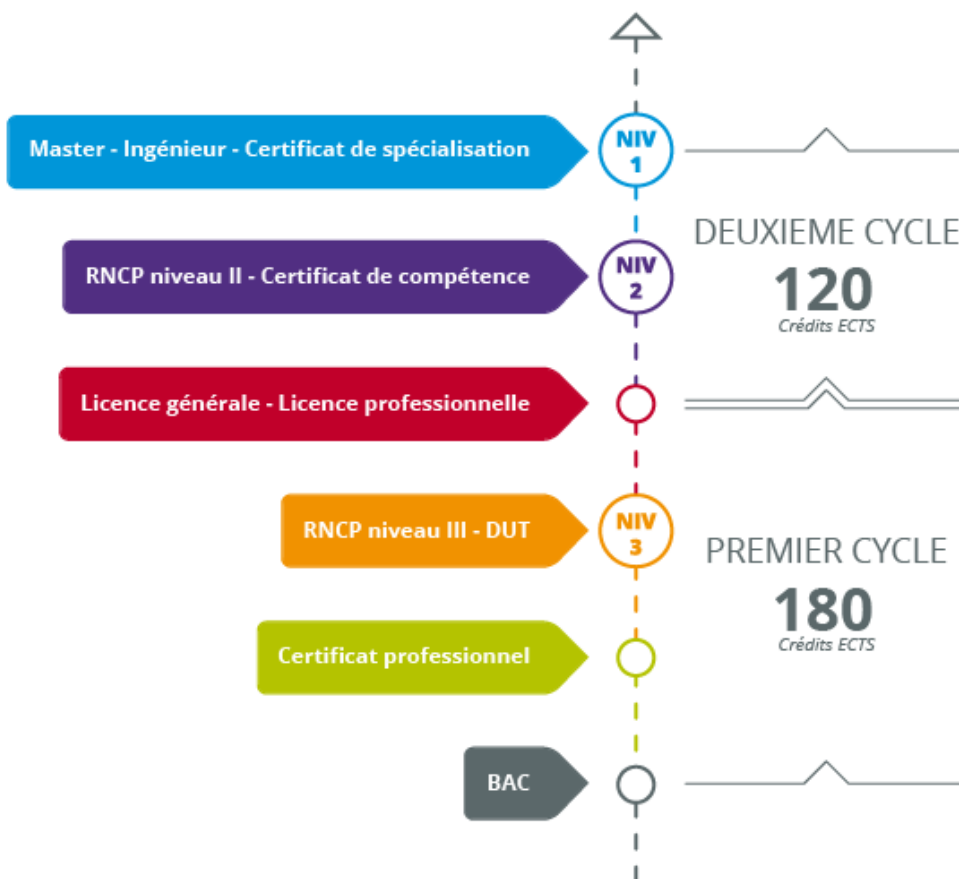 Master - Ingénieur - Certificat de spécialisation
NIV
1
DEUXIEME CYCLE
120
Crédits ECTS
RNCP niveau II - Certificat de compétence
NIV
2
Licence générale - Licence professionnelle
RNCP niveau III - DUT
NIV
3
PREMIER CYCLE
180
Crédits ECTS
Certificat professionnel
BAC